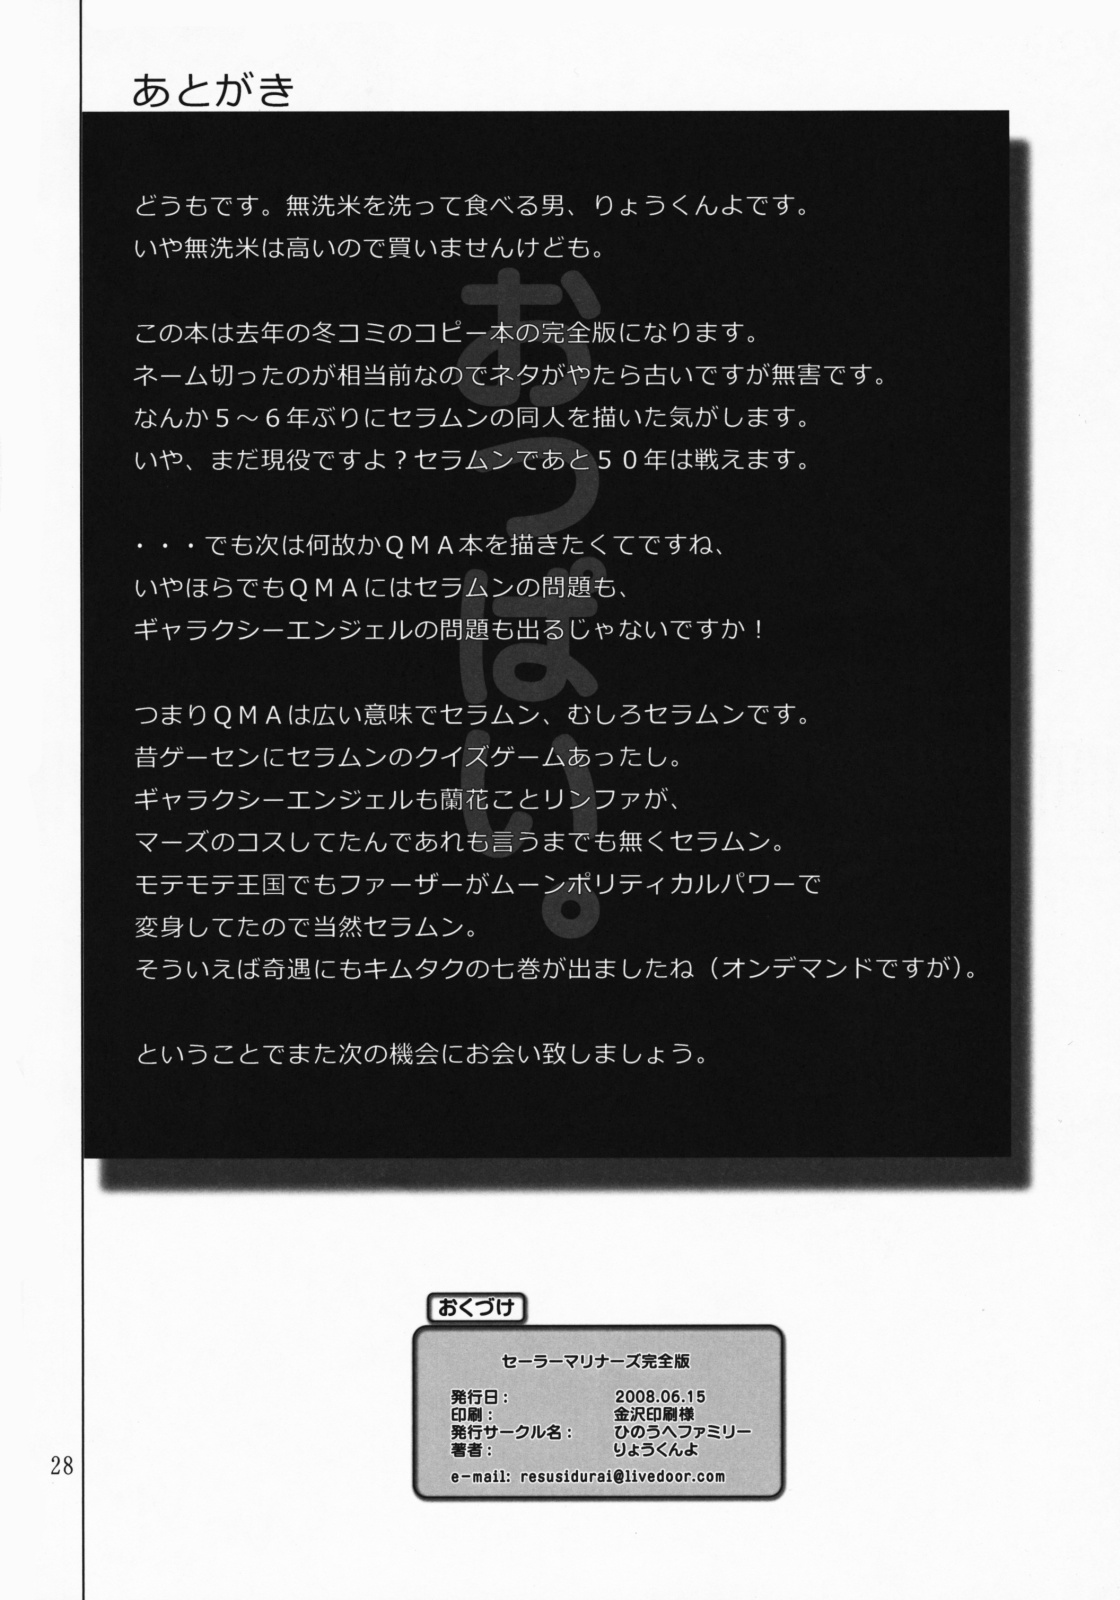 あとがき
どうもです。無洗米を洗って食べる男、りょうくんよです。
いや無洗米は高いので買いませんけども。
この本は去年の冬コミのコピー本の完全版になります。
ネーム切ったのが相当前なのでネタがやたら古いですが無害です。
なんか５～６年ぶりにセラムンの同人を描いた気がします。
いや、まだ現役ですよ？セラムンであと５０年は戦えます。
・・・でも次は何故かＱＭＡ本を描きたくてですね、
いやほらでもＱＭＡにはセラムンの問題も、
ギャラクシーエンジェルの問題も出るじゃないですか！
つまりＱＭＡは広い意味でセラムン、むしろセラムンです。
昔ゲーセンにセラムンのクイズゲームあったし。
ギャラクシーエンジェルも蘭花ことリンファが、
マーズのコスしてたんであれも言うまでも無くセラムン。
モテモテ王国でもファーザーがムーンポリティカルパワーで
変身してたので当然セラムン。
そういえば奇遇にもキムタクの七巻が出ましたね（オンデマンドですが）。
ということでまた次の機会にお会い致しましょう。
おっぱい。
おくづけ
セーラーマリナーズ完全版
発行日： 2008.06.15
印刷： 金沢印刷様
発行サークル名： ひのうへファミリー
著者： りょうくんよ
e-mail: resusidurai@livedoor.com
28